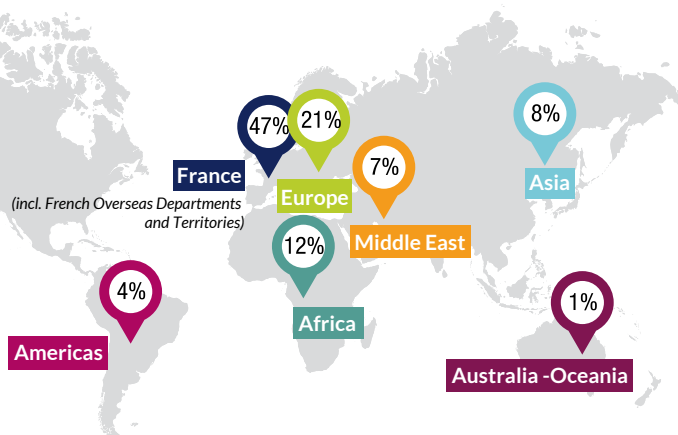 47%
21%
8%
7%
France
Asia
Europe
(incl. French Overseas Departments
and Territories)
12%
Middle East
4%
1%
Africa
Americas
Australia -Oceania